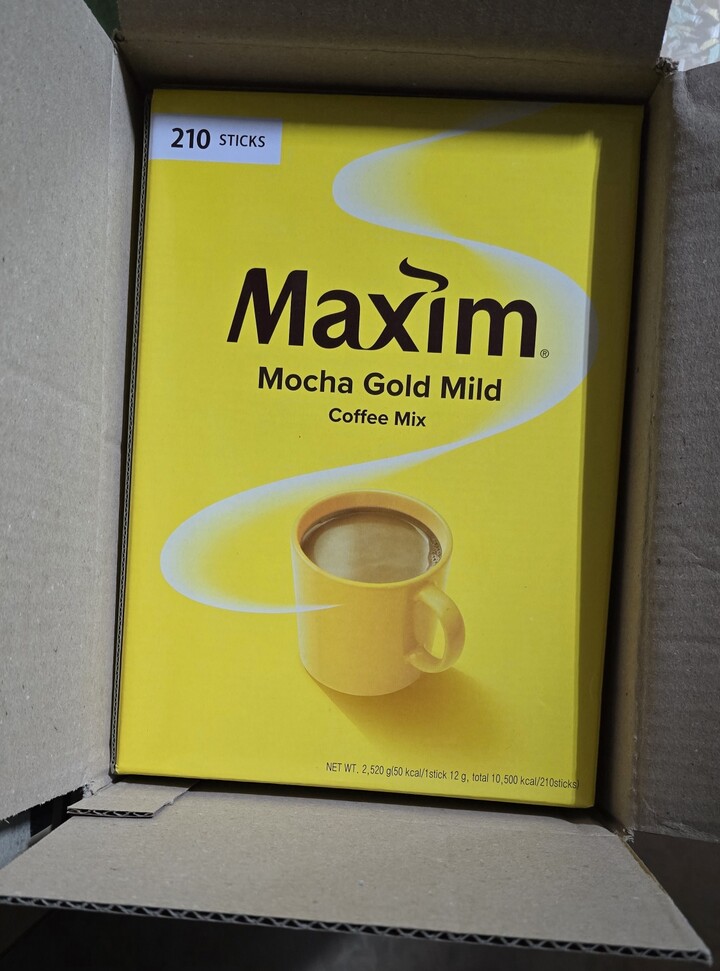 210 STICKS
Maxim®
Mocha Gold Mild
Coffee Mix
NET WT. 2,520 g(50 kcal/1stick 12 g, total 10,500 kcal/210sticks)